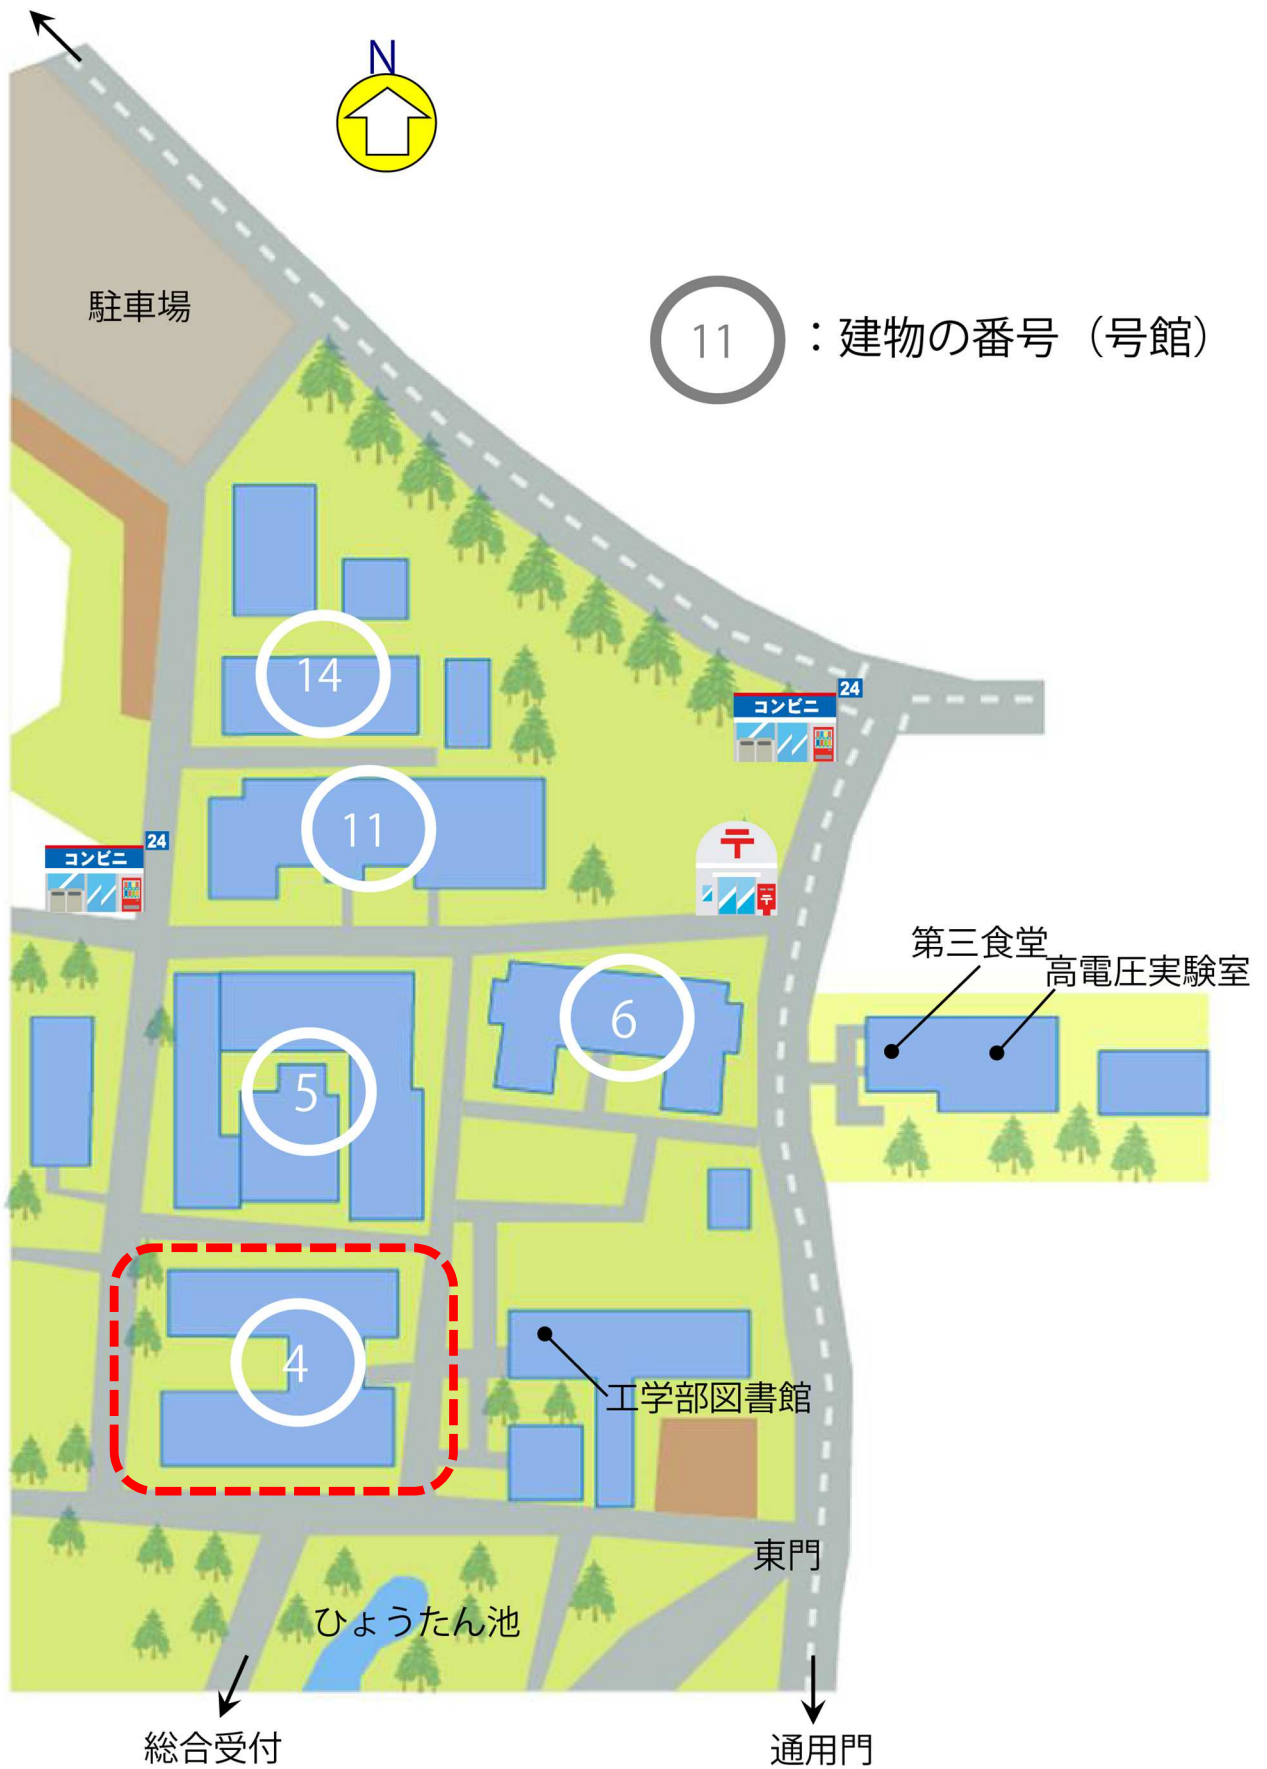 N
駐車場
11 ：建物の番号（号館）
14
24
コンビニ
11
24
コンビニ
第三食堂
高電圧実験室
6
5
4
工学部図書館
東門
ひょうたん池
総合受付
通用門